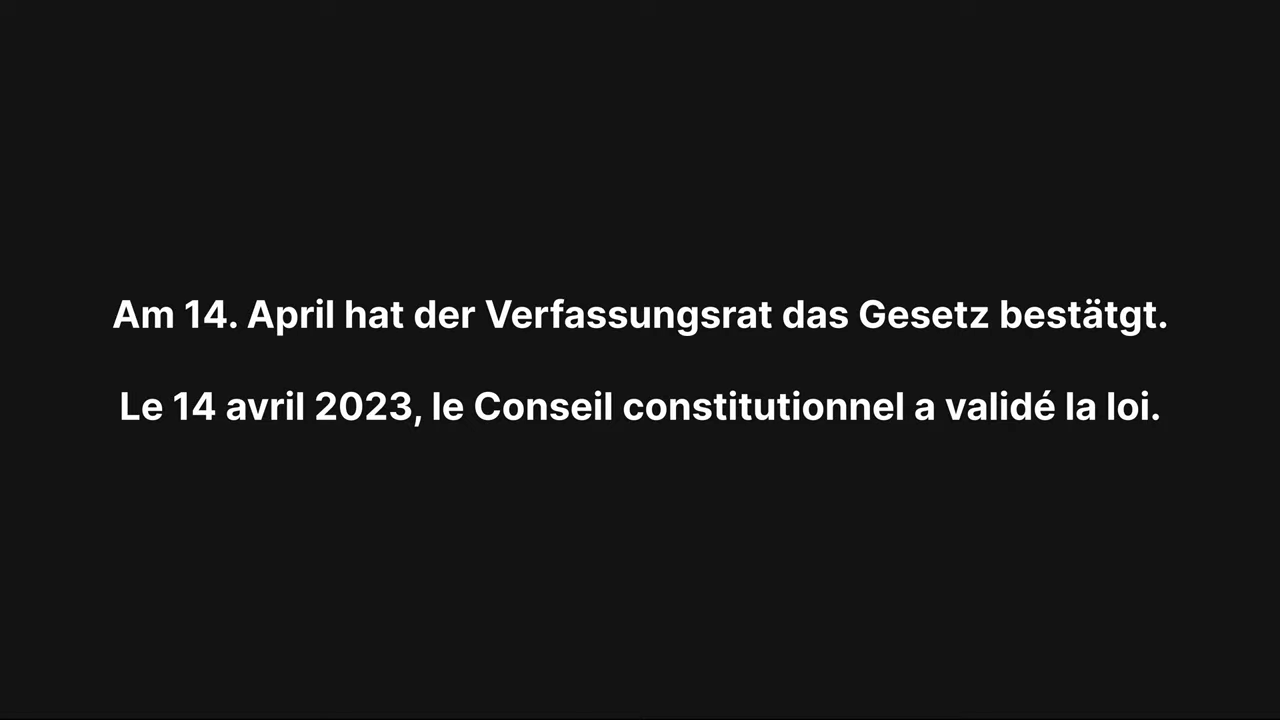 Am 14. April hat der Verfassungsrat das Gesetz bestätgt.
Le 14 avril 2023, le Conseil constitutionnel a validé la loi.